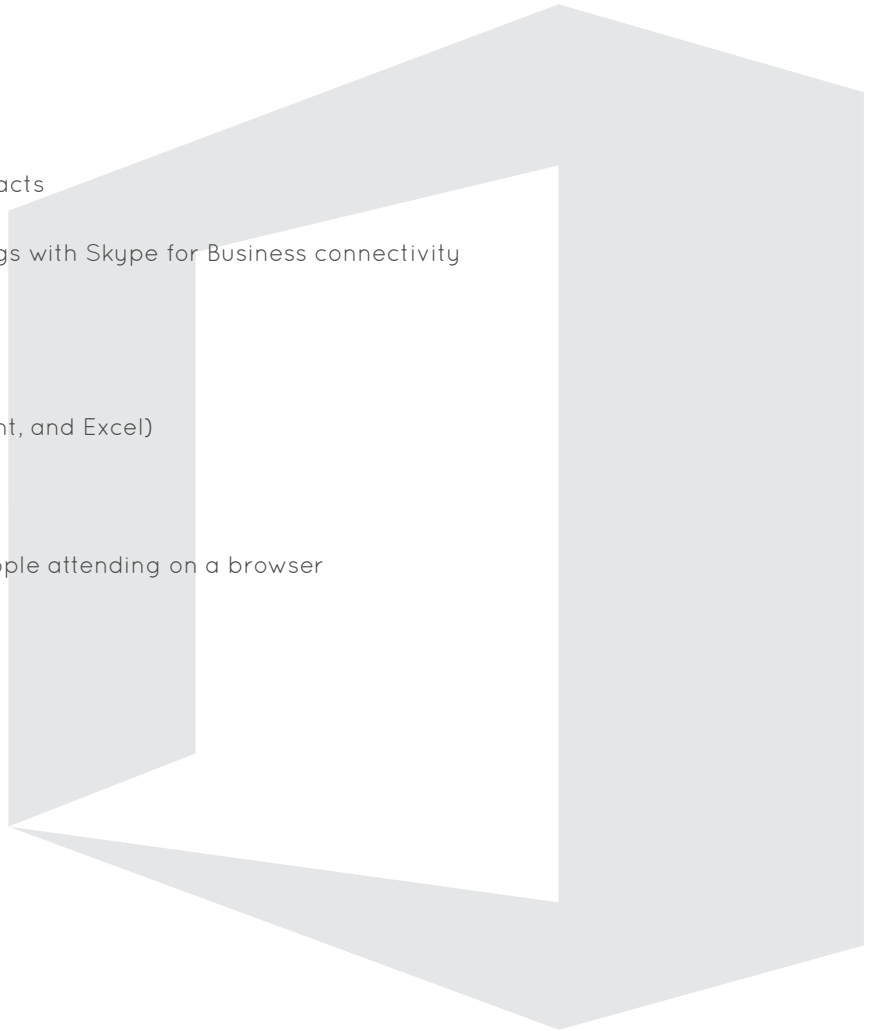 acts
gs with Skype for Business connectivity
nt, and Excel)
ople attending on a browser